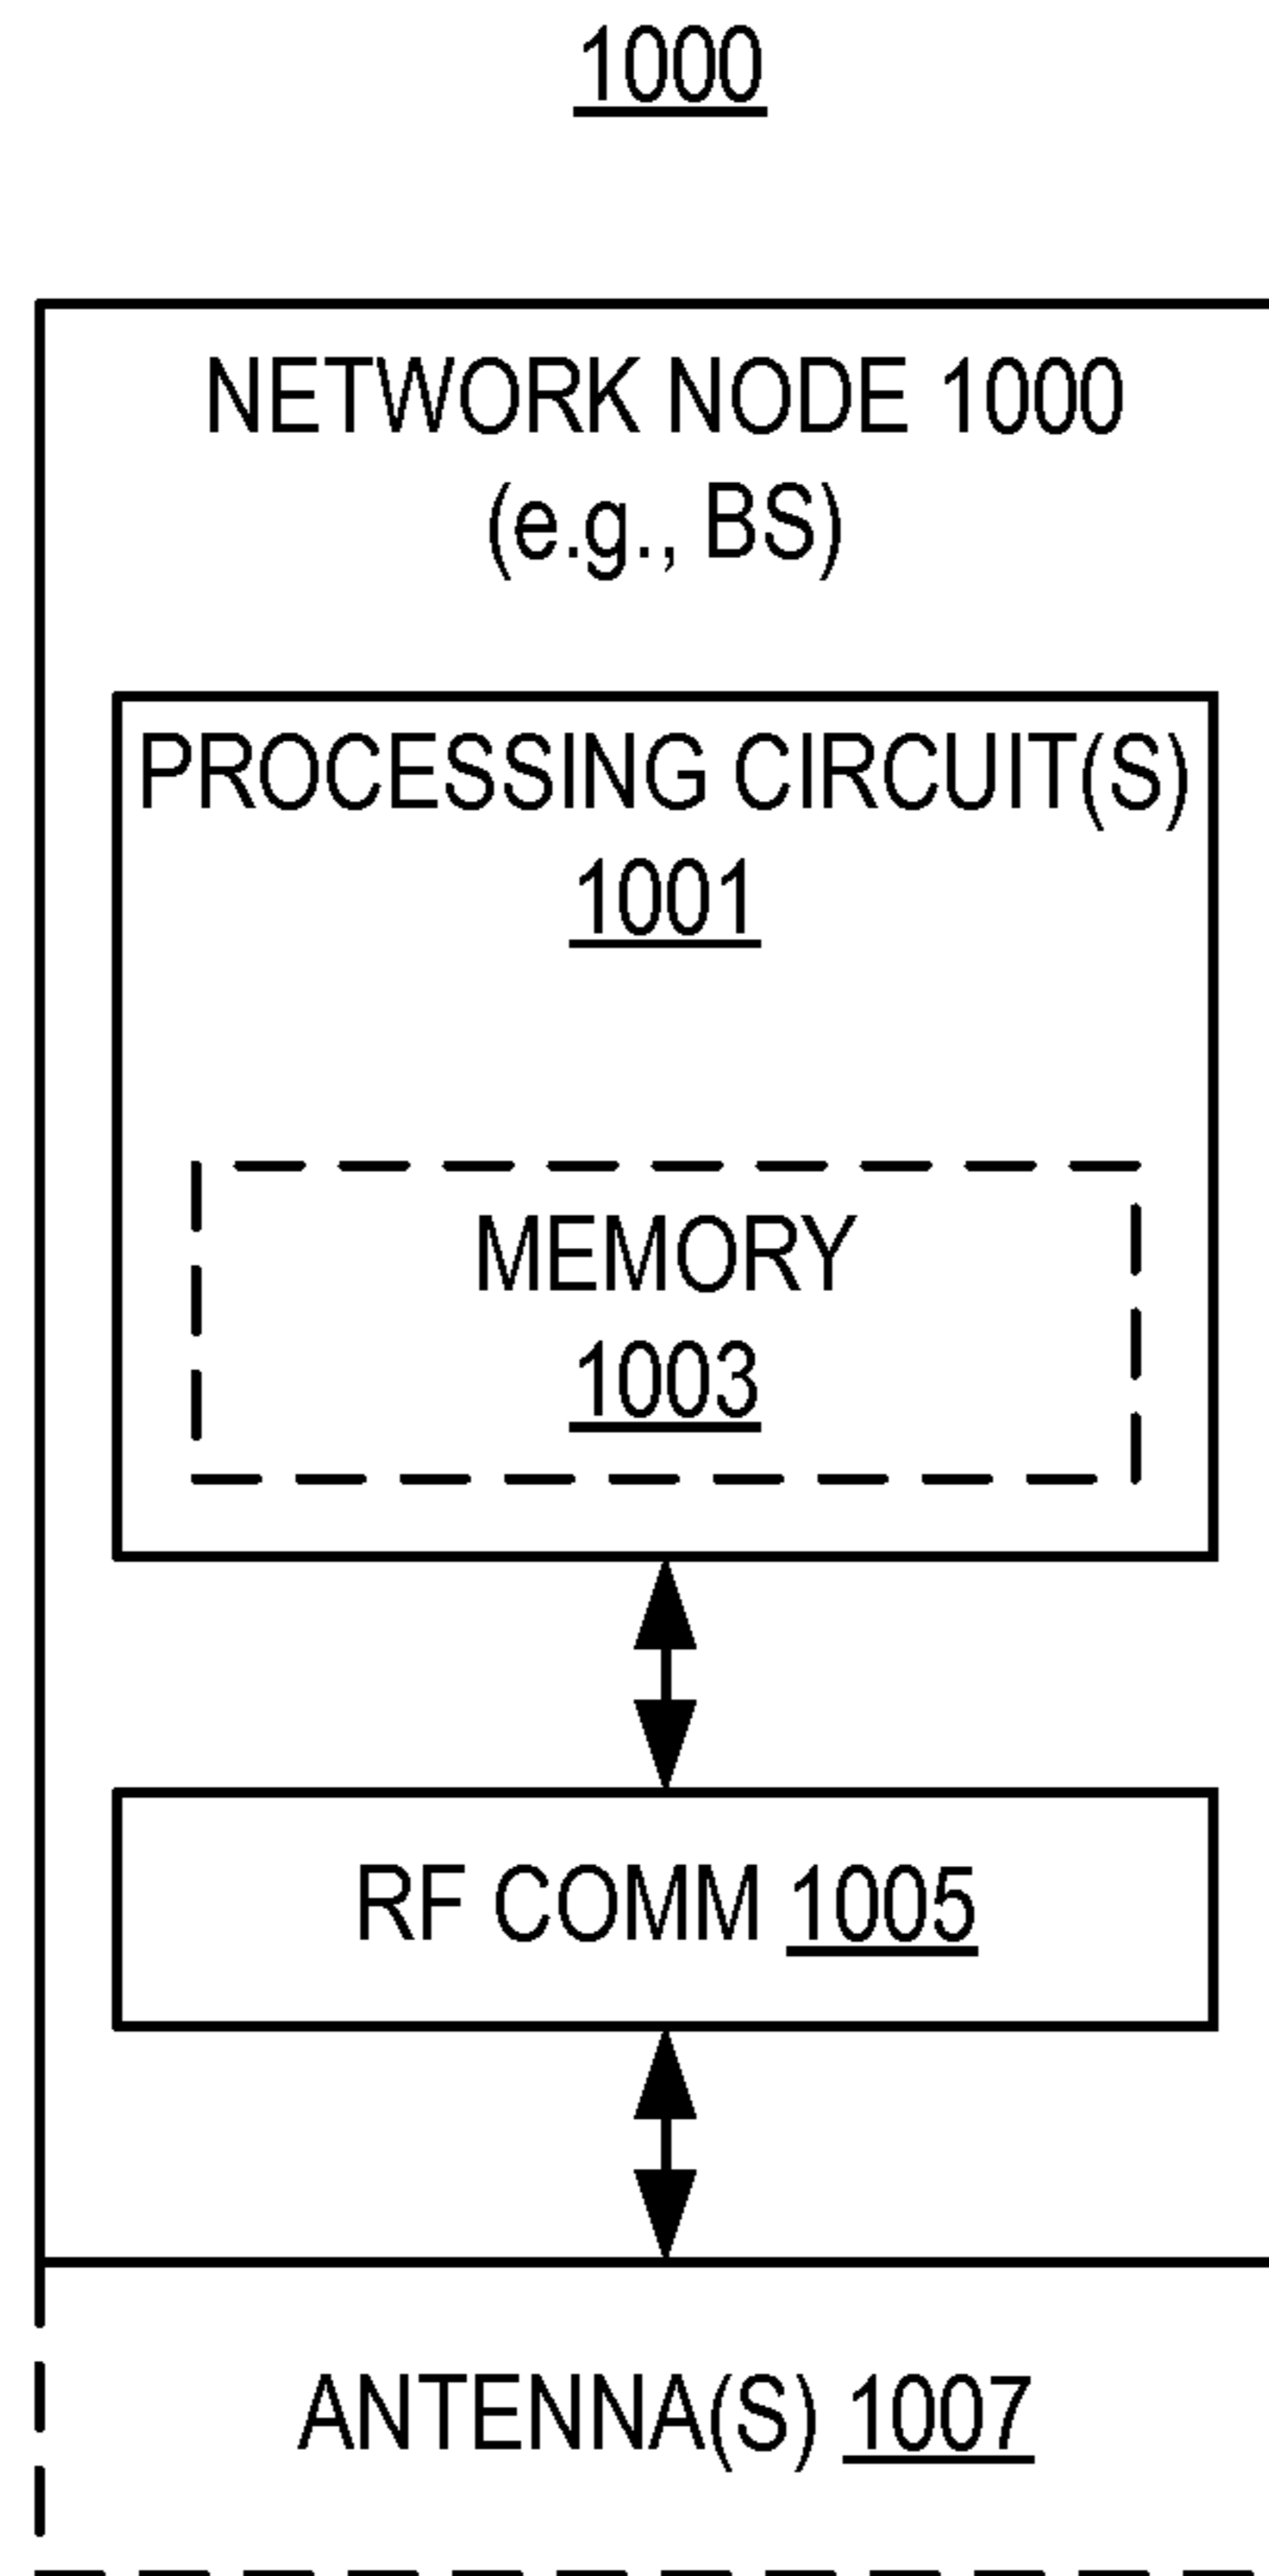 1000
NETWORK NODE 1000
(e.g., BS)
PROCESSING CIRCUIT(S)
1001
MEMORY
1003
RF COMM 1005
ANTENNA(S) 1007